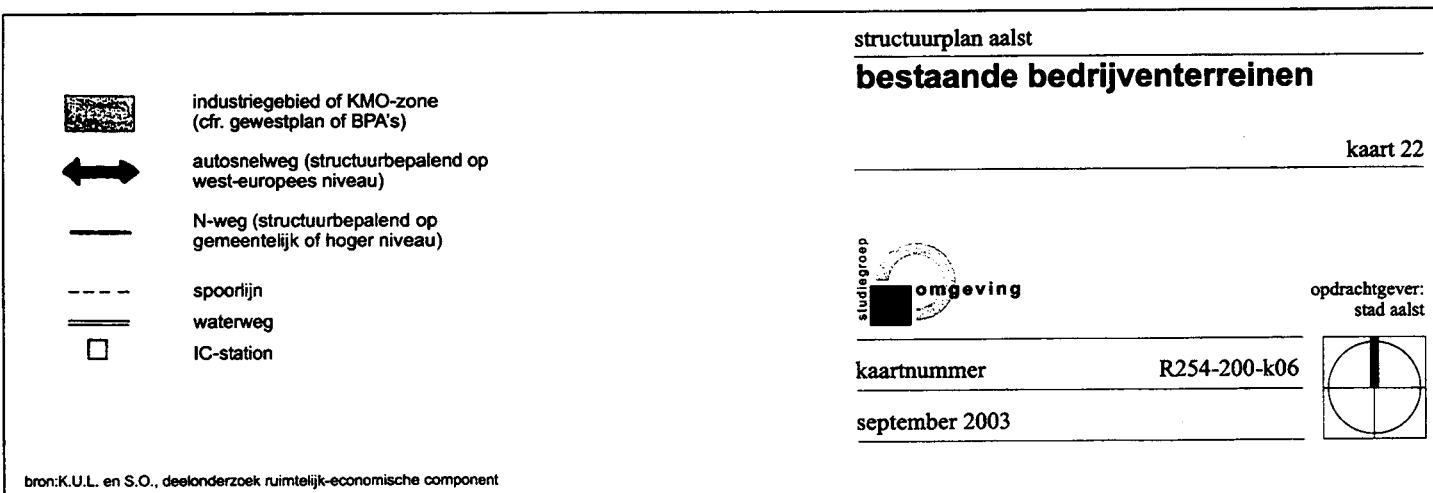 structuurplan aalst
bestaande bedrijventerreinen
kaart 22
industriegebied of KMO-zone
(cfr. gewestplan of BPA's)
autosnelweg (structuurbepalend op
west-europees niveau)
N-weg (structuurbepalend op
gemeentelijk of hoger niveau)
spoorlijn
waterweg
IC-station
studiegroep
omgeving
opdrachtgever:
stad aalst
kaartnummer R254-200-k06
september 2003
bron:K.U.L. en S.O., deelonderzoek ruimtelijk-economische component